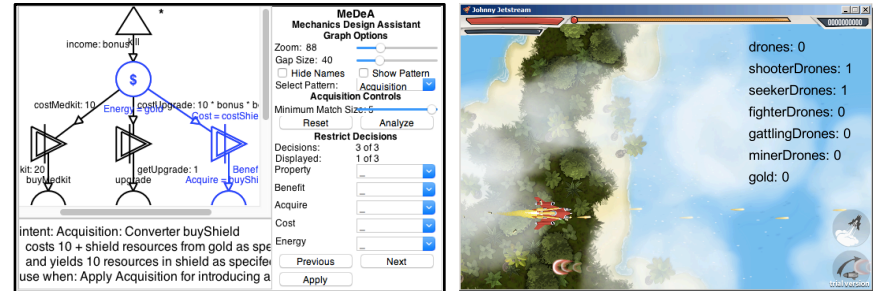 *
kill
income: bonus
$
costMedkit: 10
costUpgrade: 10 * bonus * b
Energy = gold
Cost = costShie
kit: 20
getUpgrade: 1
Benef
buyMedkit
upgrade
Acquire = buyShi
intent: Acquisition: Converter buyShield
costs 10 + shield resources from gold as spe
and yields 10 resources in shield as specifed
use when: Apply Acquisition for introducing a
MeDeA
Mechanics Design Assistant
Graph Options
Zoom: 88
Gap Size: 40
Hide Names Show Pattern
Select Pattern: Acquisition
Acquisition Controls
Minimum Match Size: 5
Reset Analyze
Restrict Decisions
Decisions: 3 of 3
Displayed: 1 of 3
Property _
Benefit _
Acquire _
Cost _
Energy _
Previous Next
Apply
Johnny Jetstream
0000000000
drones: 0
shooterDrones: 1
seekerDrones: 1
fighterDrones: 0
gattlingDrones: 0
minerDrones: 0
gold: 0
trial version